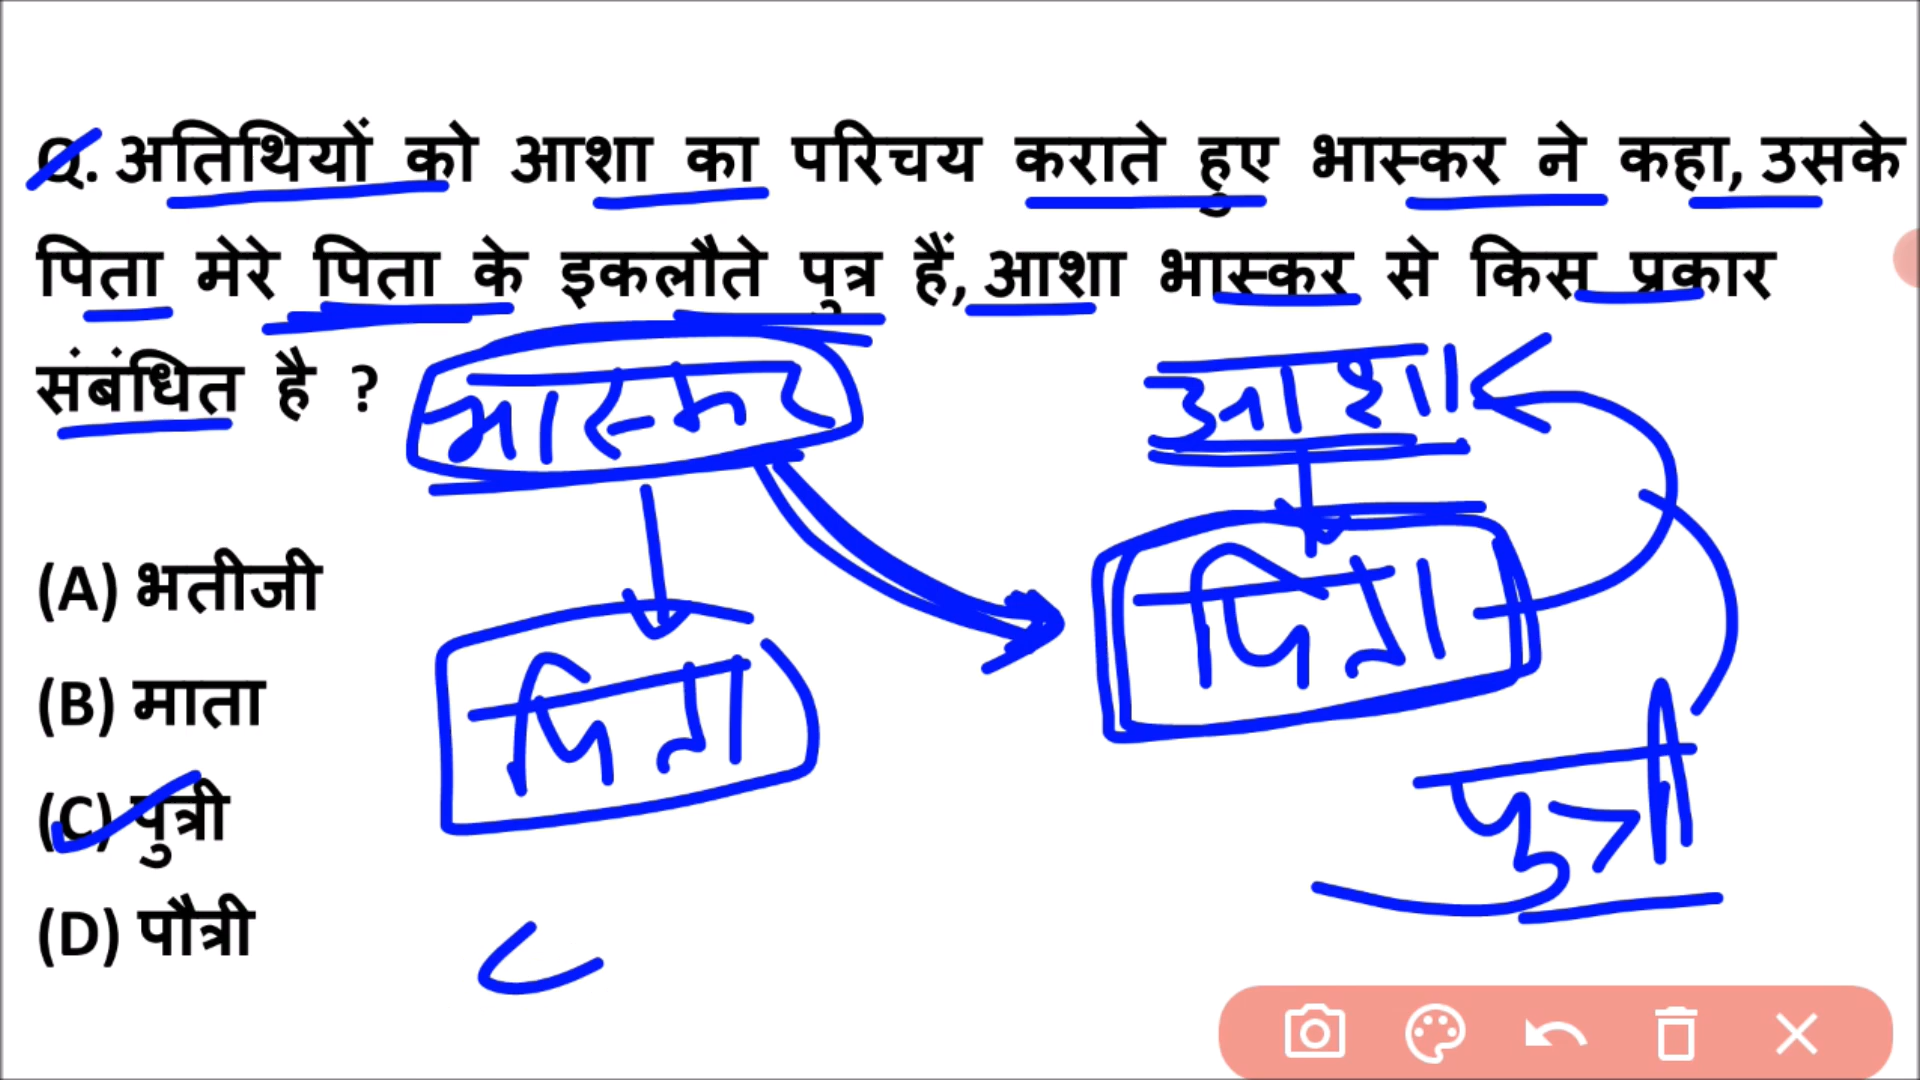 Q. अतिथियों को आशा का परिचय कराते हुए भास्कर ने कहा, उसके
पिता मेरे पिता के इकलौते पुत्र हैं, आशा भास्कर से किस प्रकार
संबंधित है ?
भास्कर
आशा
पिता
पिता
(A) भतीजी
(B) माता
(C) पुत्री
पुत्री
(D) पौत्री